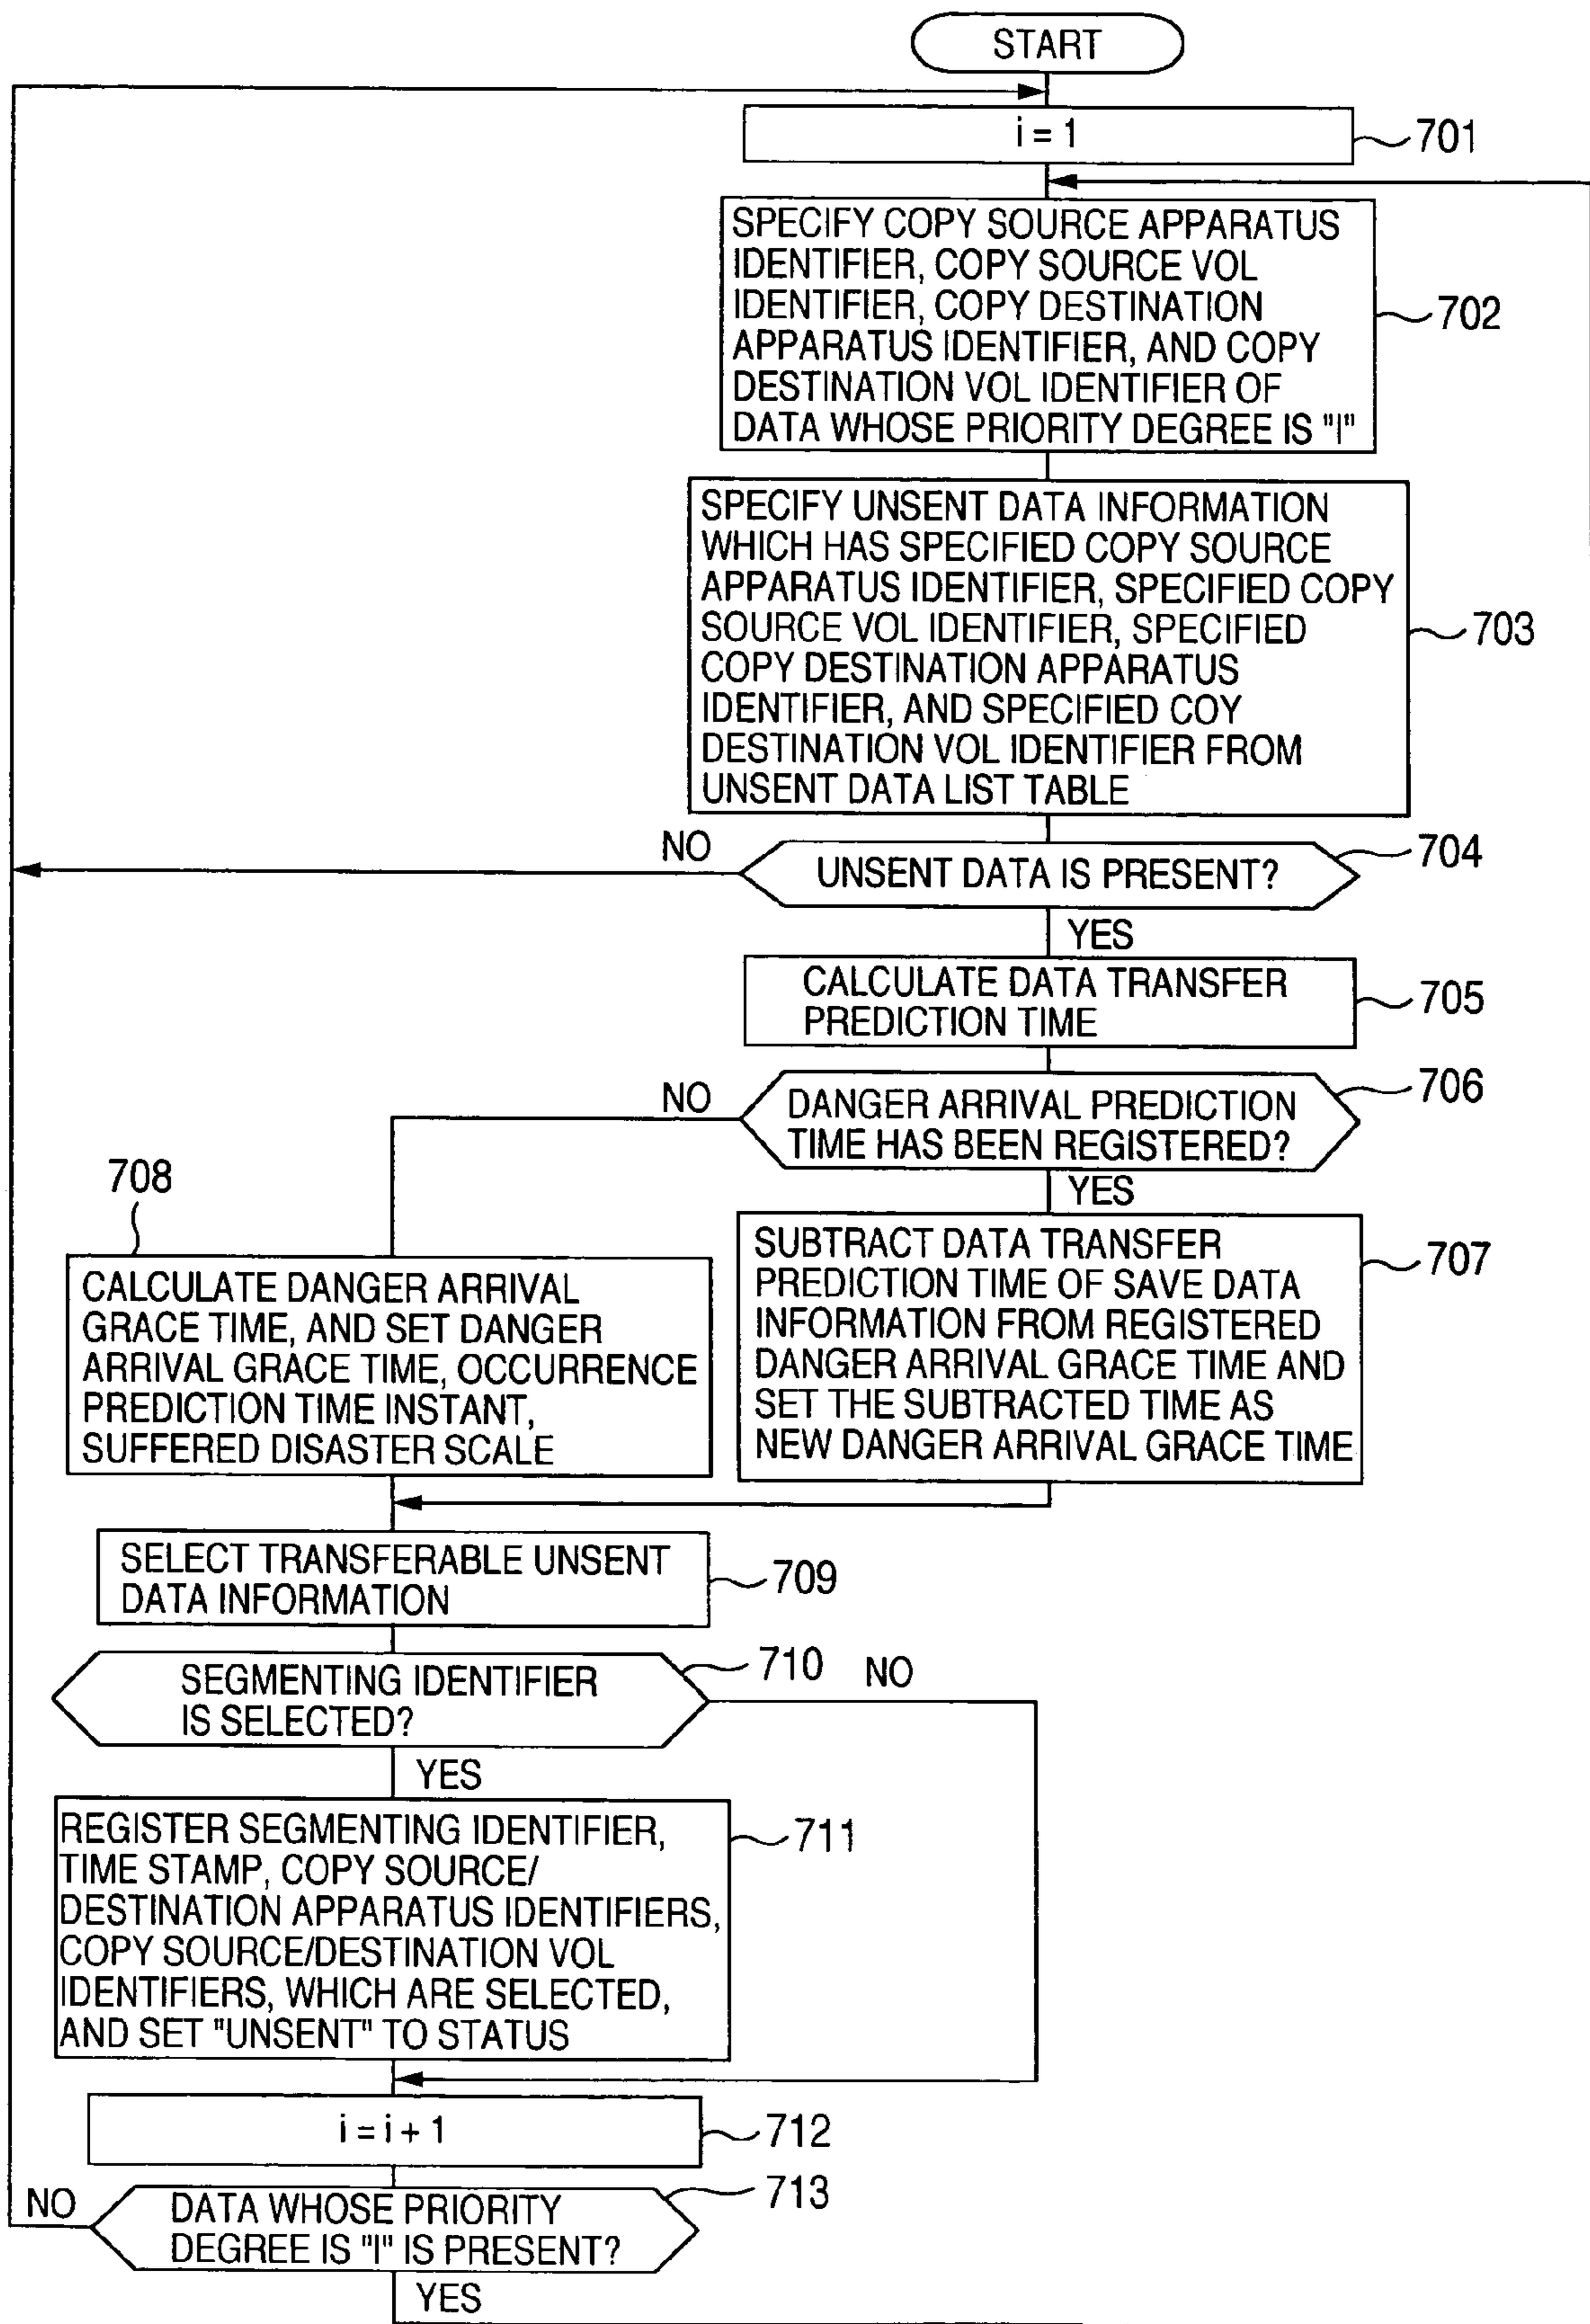 START
i = 1
701
SPECIFY COPY SOURCE APPARATUS
IDENTIFIER, COPY SOURCE VOL
IDENTIFIER, COPY DESTINATION
APPARATUS IDENTIFIER, AND COPY
DESTINATION VOL IDENTIFIER OF
DATA WHOSE PRIORITY DEGREE IS "I"
702
SPECIFY UNSENT DATA INFORMATION
WHICH HAS SPECIFIED COPY SOURCE
APPARATUS IDENTIFIER, SPECIFIED COPY
SOURCE VOL IDENTIFIER, SPECIFIED
COPY DESTINATION APPARATUS
IDENTIFIER, AND SPECIFIED COY
DESTINATION VOL IDENTIFIER FROM
UNSENT DATA LIST TABLE
703
NO
UNSENT DATA IS PRESENT?
704
YES
CALCULATE DATA TRANSFER
PREDICTION TIME
705
NO
DANGER ARRIVAL PREDICTION
TIME HAS BEEN REGISTERED?
706
YES
708
CALCULATE DANGER ARRIVAL
GRACE TIME, AND SET DANGER
ARRIVAL GRACE TIME, OCCURRENCE
PREDICTION TIME INSTANT,
SUFFERED DISASTER SCALE
SUBTRACT DATA TRANSFER
PREDICTION TIME OF SAVE DATA
INFORMATION FROM REGISTERED
DANGER ARRIVAL GRACE TIME AND
SET THE SUBTRACTED TIME AS
NEW DANGER ARRIVAL GRACE TIME
707
SELECT TRANSFERABLE UNSENT
DATA INFORMATION
709
SEGMENTING IDENTIFIER
IS SELECTED?
710
NO
YES
REGISTER SEGMENTING IDENTIFIER,
TIME STAMP, COPY SOURCE/
DESTINATION APPARATUS IDENTIFIERS,
COPY SOURCE/DESTINATION VOL
IDENTIFIERS, WHICH ARE SELECTED,
AND SET "UNSENT" TO STATUS
711
i = i + 1
712
NO
DATA WHOSE PRIORITY
DEGREE IS "I" IS PRESENT?
713
YES